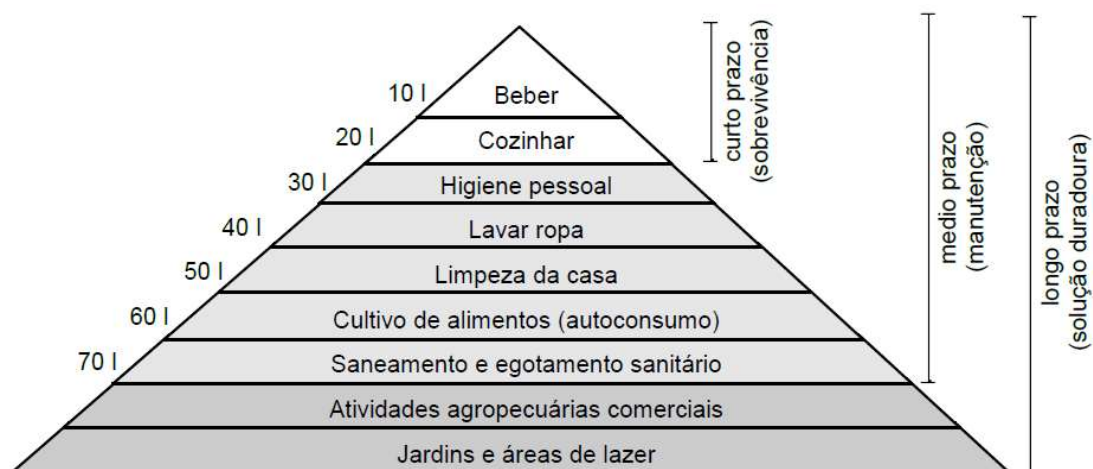 10 l
Beber
20 l
Cozinhar
30 l
Higiene pessoal
40 l
Lavar ropa
50 l
Limpeza da casa
60 l
Cultivo de alimentos (autoconsumo)
70 l
Saneamento e egotamento sanitário
Atividades agropecuárias comerciais
Jardins e áreas de lazer
curto prazo
(sobrevivência)
medio prazo
(manutenção)
longo prazo
(solução duradoura)